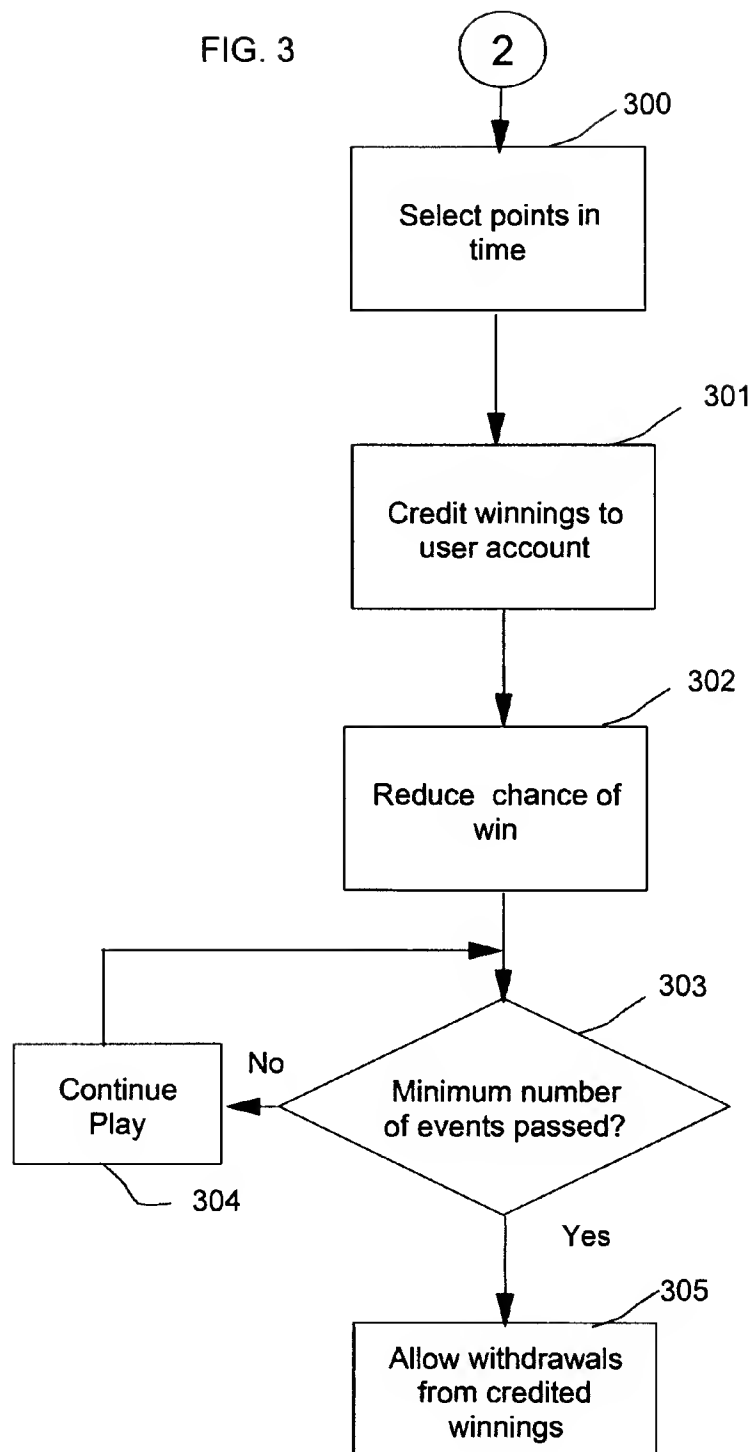 FIG. 3
2
300
Select points in
time
301
Credit winnings to
user account
302
Reduce chance of
win
303
Minimum number
of events passed?
No
Continue
Play
304
Yes
305
Allow withdrawals
from credited
winnings